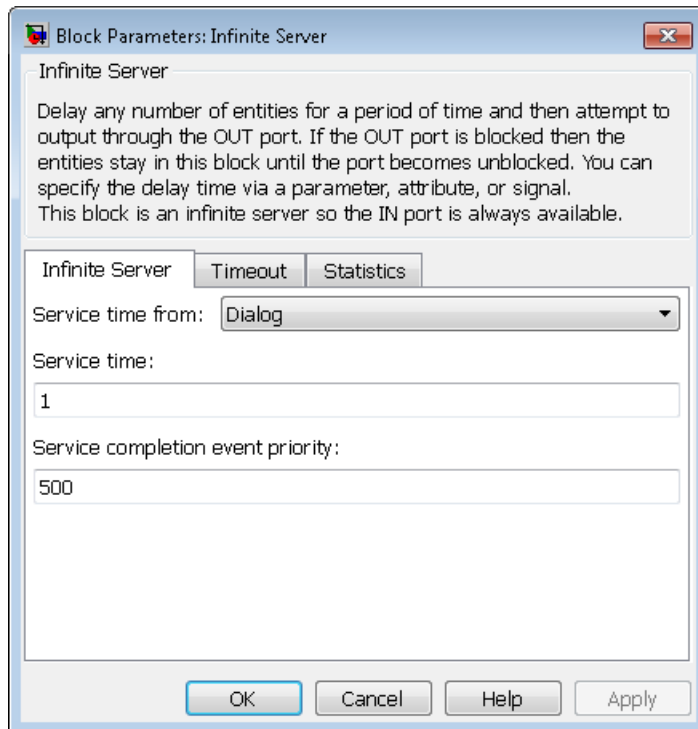 Block Parameters: Infinite Server
Infinite Server
Delay any number of entities for a period of time and then attempt to
output through the OUT port. If the OUT port is blocked then the
entities stay in this block until the port becomes unblocked. You can
specify the delay time via a parameter, attribute, or signal.
This block is an infinite server so the IN port is always available.
Infinite Server Timeout Statistics
Service time from: Dialog
Service time:
1
Service completion event priority:
500
OK Cancel Help Apply